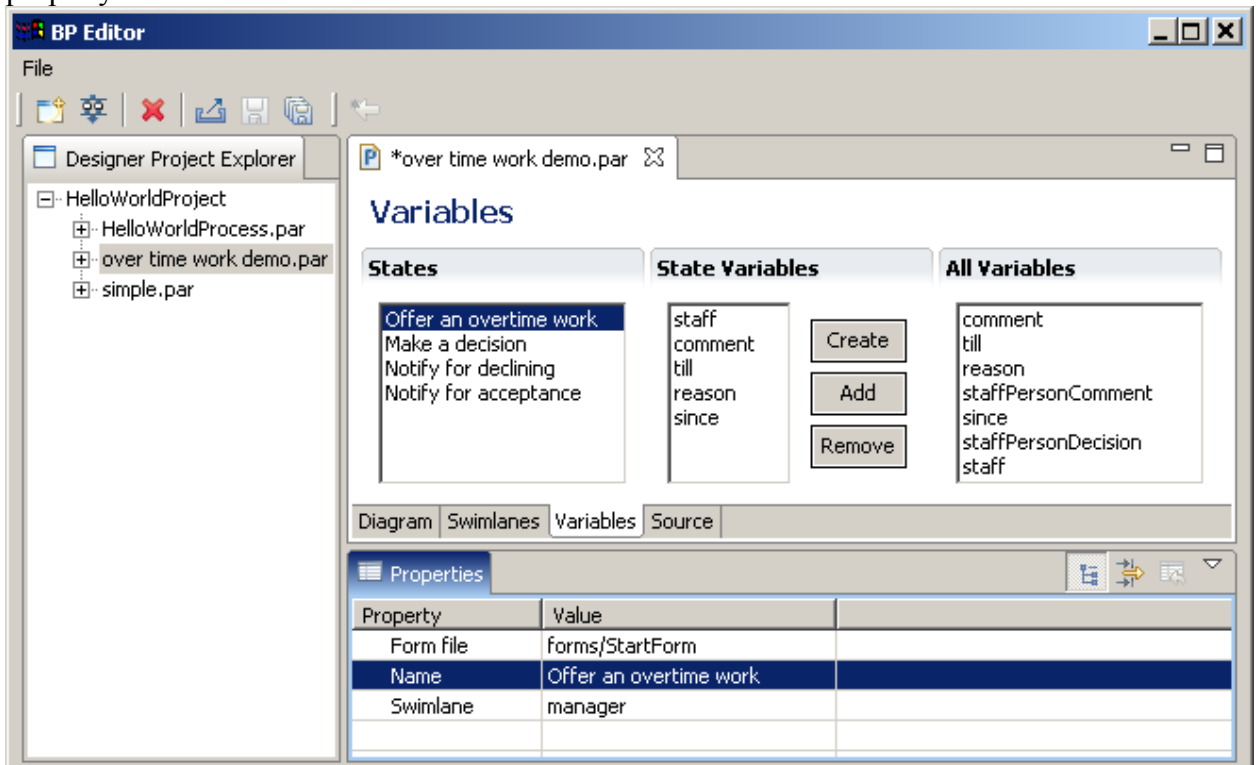 BP Editor
File
Designer Project Explorer
HelloWorldProject
HelloWorldProcess.par
over time work demo.par
simple.par
*over time work demo.par
Variables
States
Offer an overtime work
Make a decision
Notify for declining
Notify for acceptance
State Variables
staff
comment
till
reason
since
Create
Add
Remove
All Variables
comment
till
reason
staffPersonComment
since
staffPersonDecision
staff
Diagram Swimlanes Variables Source
Properties
Property Value
Form file forms/StartForm
Name Offer an overtime work
Swimlane manager